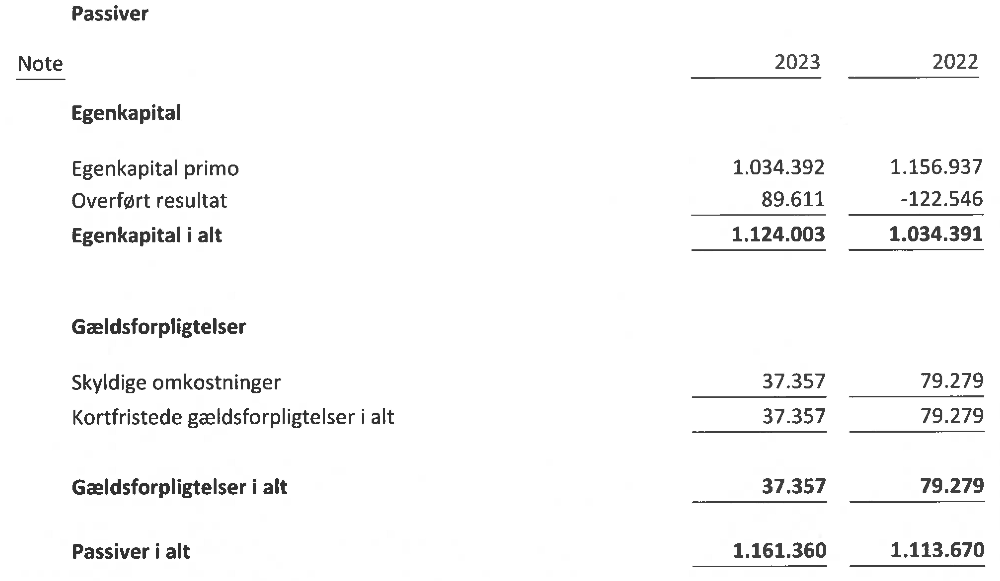 Passiver
Note 2023 2022
Egenkapital
Egenkapital primo 1.034.392 1.156.937
Overført resultat 89.611 -122.546
Egenkapital i alt 1.124.003 1.034.391
Gældsforpligtelser
Skyldige omkostninger 37.357 79.279
Kortfristede gældsforpligtelser i alt 37.357 79.279
Gældsforpligtelser i alt 37.357 79.279
Passiver i alt 1.161.360 1.113.670